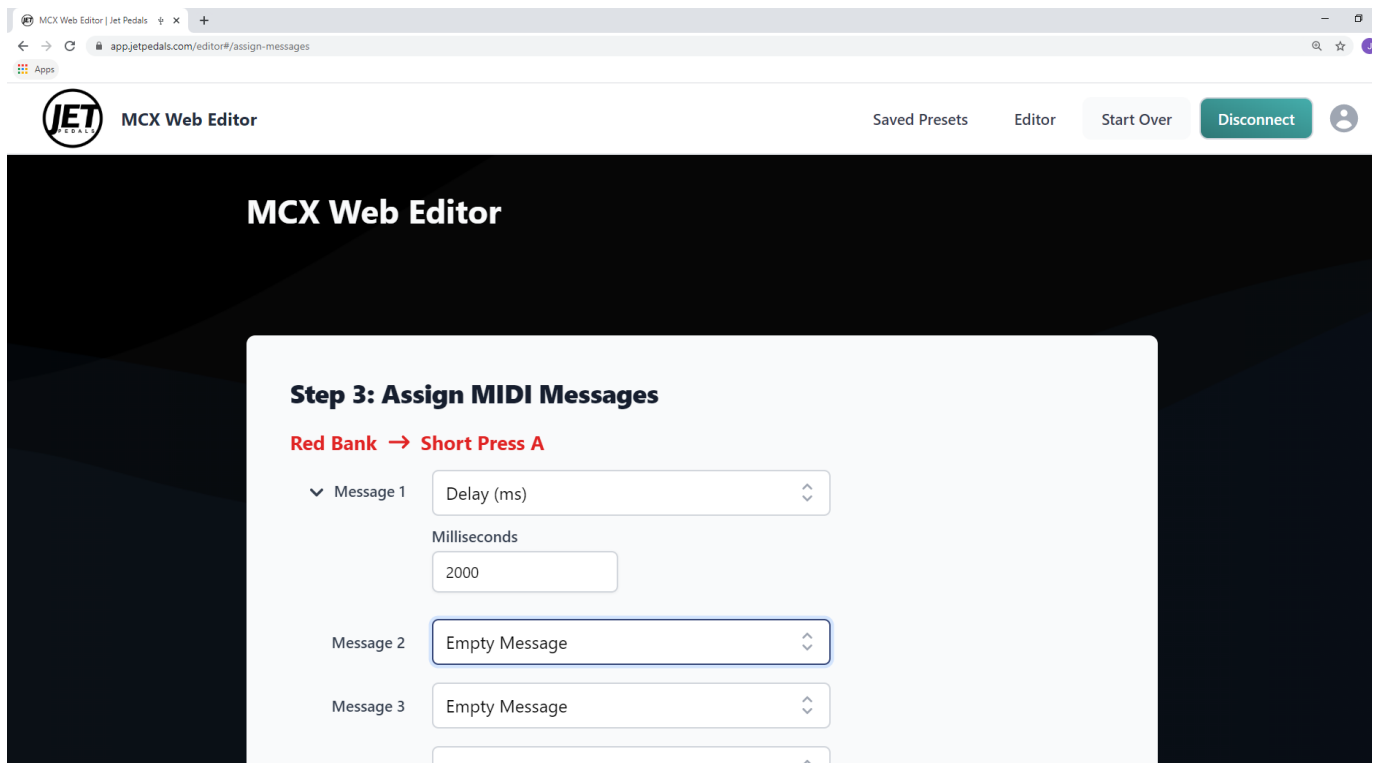 MCX Web Editor | Jet Pedals
app.jetpedals.com/editor#/assign-messages
Apps
JET
PEDALS
MCX Web Editor
Saved Presets
Editor
Start Over
Disconnect
MCX Web Editor
Step 3: Assign MIDI Messages
Red Bank → Short Press A
Message 1
Delay (ms)
Milliseconds
2000
Message 2
Empty Message
Message 3
Empty Message